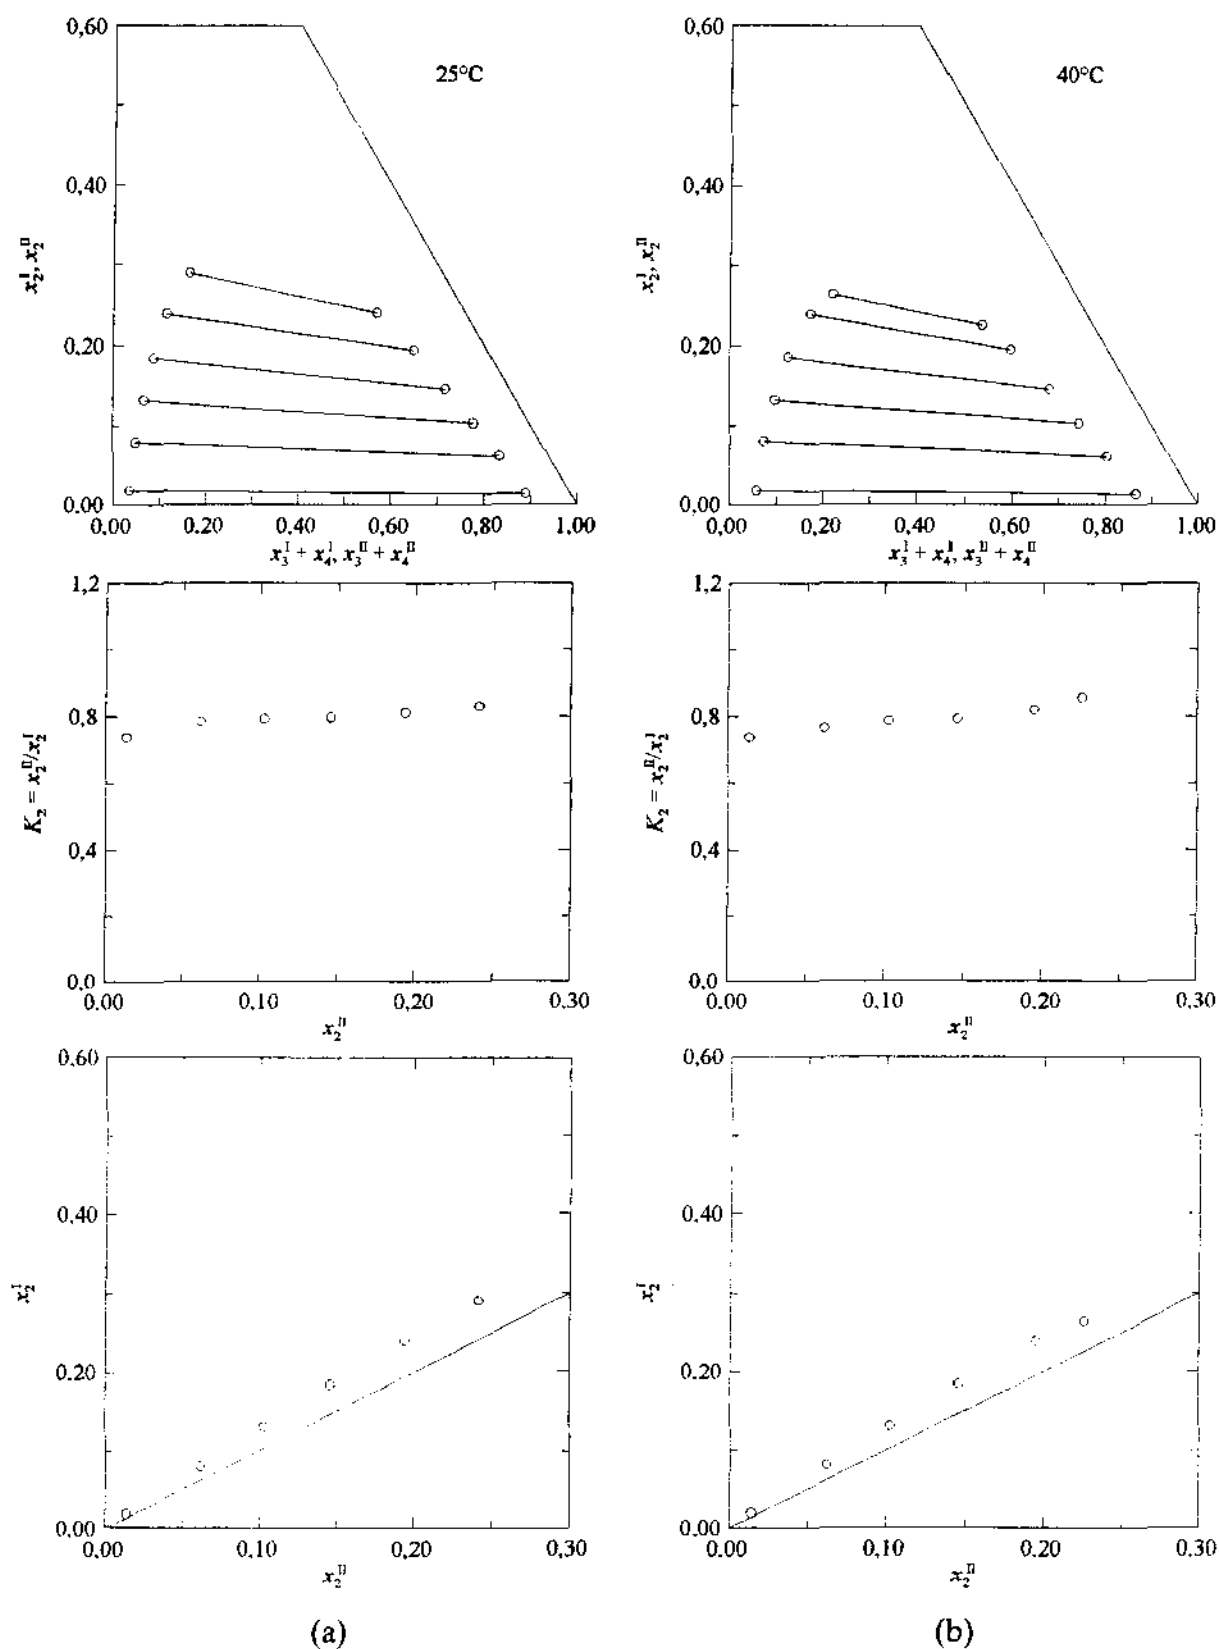 0,60
25°C
0,40
x₂ᴵ, x₂ᴵᴵ
0,20
0.00
0.00 0.20 0.40 0.60 0.80 1.00
x₃ᴵ + x₄ᴵ, x₃ᴵᴵ + x₄ᴵᴵ
0,60
40°C
0,40
x₂ᴵ, x₂ᴵᴵ
0,20
0.00
0.00 0,20 0,40 0.60 0.80 1.00
x₃ᴵ + x₄ᴵᴵ, x₃ᴵᴵ + x₄ᴵᴵ
1,2
0,8
K₂ = x₂ᴵᴵ/x₂ᴵ
0,4
0,0
0.00 0,10 0,20 0,30
x₂ᴵᴵ
1,2
0,8
K₂ = x₂ᴵᴵ/x₂ᴵ
0,4
0,0
0.00 0,10 0,20 0,30
x₂ᴵᴵ
0,60
0,40
x₂ᴵ
0,20
0.00
0.00 0,10 0,20 0,30
x₂ᴵᴵ
(a)
0,60
0,40
x₂ᴵ
0,20
0.00
0.00 0,10 0,20 0,30
x₂ᴵᴵ
(b)